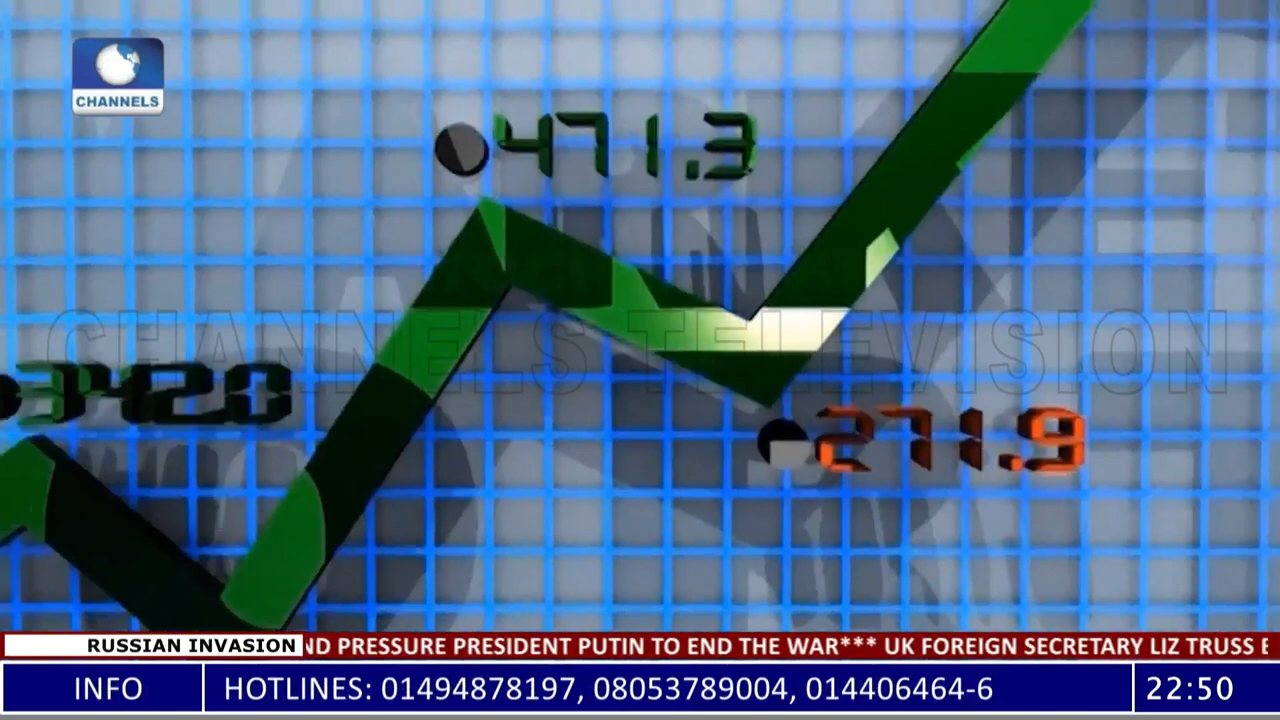 CHANNELS
471.3
CHANNELS TELEVISION
3420
271.9
RUSSIAN INVASION
ND PRESSURE PRESIDENT PUTIN TO END THE WAR*** UK FOREIGN SECRETARY LIZ TRUSS
INFO
HOTLINES: 01494878197, 08053789004, 014406464-6
22:50